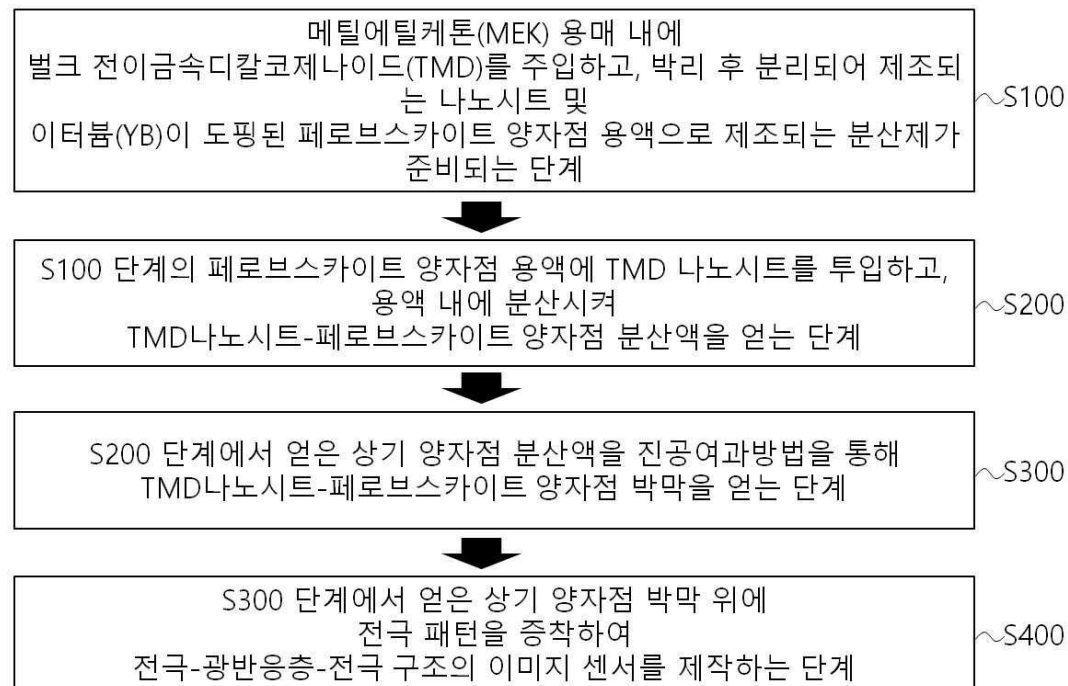 메틸에틸케톤(MEK) 용매 내에
벌크 전이금속디칼코제나이드(TMD)를 주입하고, 박리 후 분리되어 제조되
는 나노시트 및
이터븀(YB)이 도핑된 페로브스카이트 양자점 용액으로 제조되는 분산제가
준비되는 단계
S100
S100 단계의 페로브스카이트 양자점 용액에 TMD 나노시트를 투입하고,
용액 내에 분산시켜
TMD나노시트-페로브스카이트 양자점 분산액을 얻는 단계
S200
S200 단계에서 얻은 상기 양자점 분산액을 진공여과방법을 통해
TMD나노시트-페로브스카이트 양자점 박막을 얻는 단계
S300
S300 단계에서 얻은 상기 양자점 박막 위에
전극 패턴을 증착하여
전극-광반응층-전극 구조의 이미지 센서를 제작하는 단계
S400